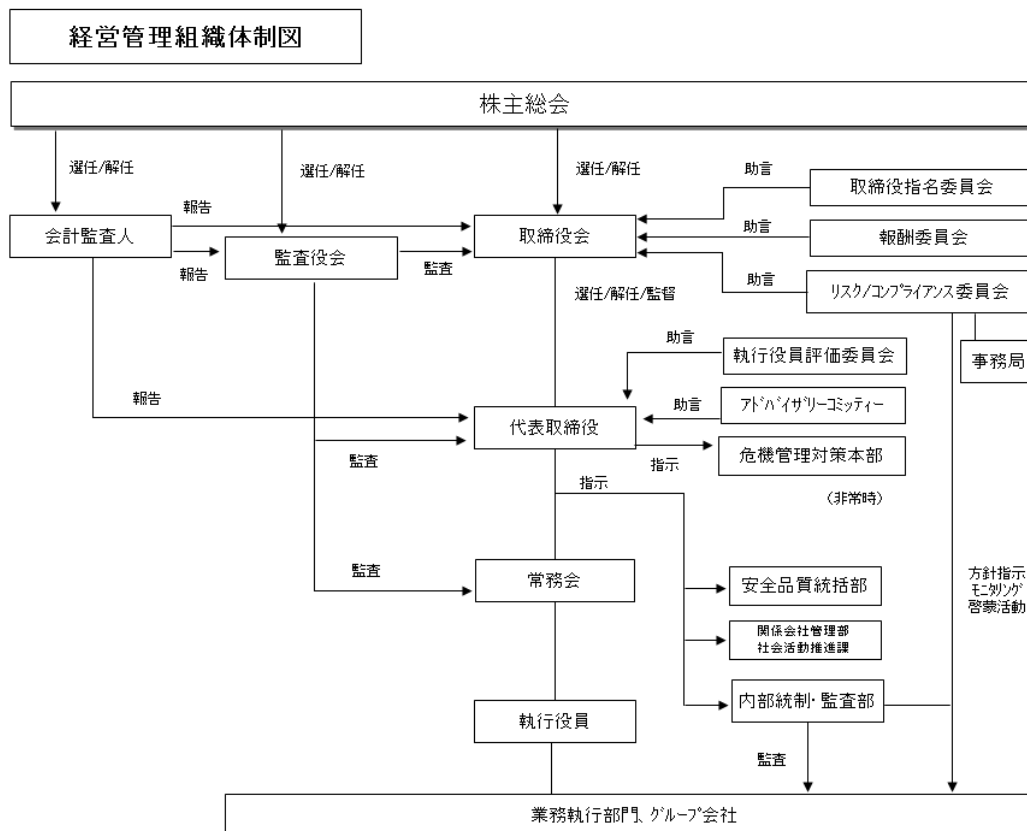 経営管理組織体制図
株主総会
選任/解任
選任/解任
選任/解任
助言
取締役指名委員会
報告
会計監査人
取締役会
助言
報酬委員会
報告
監査役会
監査
助言
リスク/コンプライアンス委員会
選任/解任/監督
助言
執行役員評価委員会
事務局
報告
助言
アドバイザリーコミッティー
代表取締役
監査
指示
危機管理対策本部
指示
(非常時)
監査
常務会
安全品質統括部
方針指示
モニタリング
啓蒙活動
関係会社管理部
社会活動推進課
執行役員
内部統制・監査部
監査
業務執行部門、グループ会社